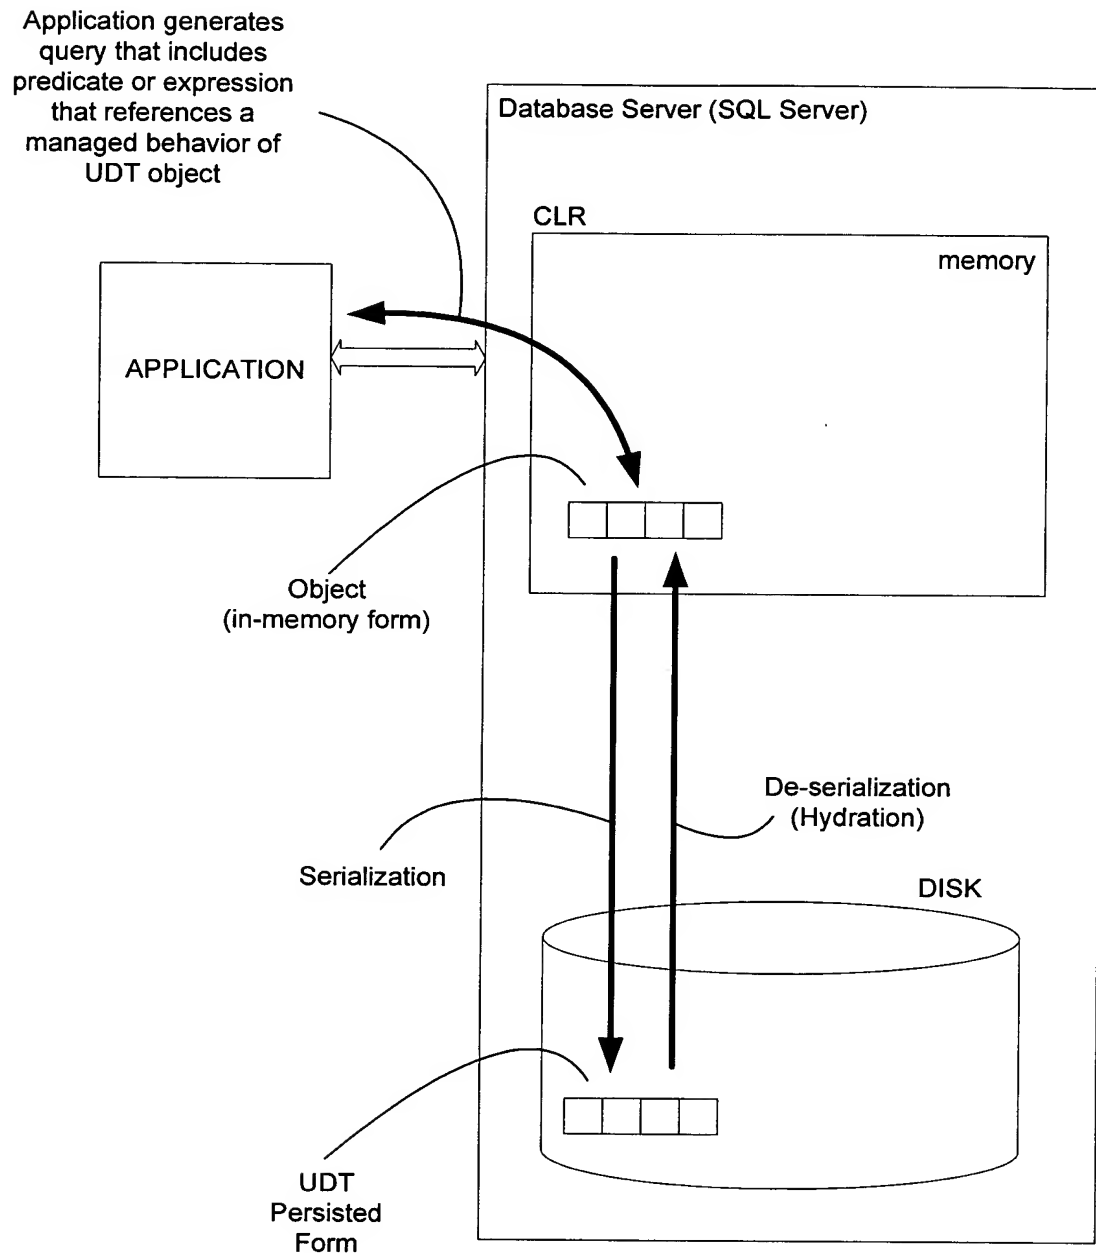 Application generates
query that includes
predicate or expression
that references a
managed behavior of
UDT object
Database Server (SQL Server)
CLR
memory
APPLICATION
Object
(in-memory form)
De-serialization
(Hydration)
Serialization
DISK
UDT
Persisted
Form